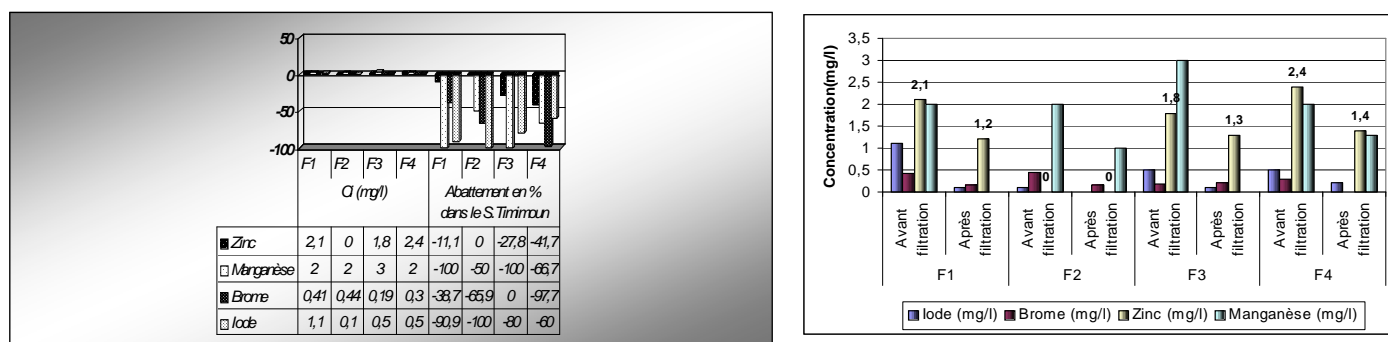 50
0
-50
-100
F1 F2 F3 F4 F1 F2 F3 F4
Ci (mg/l) Abattement en %
dans le S. Timimoun
Zinc 2,1 0 1,8 2,4 -11,1 0 -27,8 -41,7
Manganèse 2 2 3 2 -100 -50 -100 -66,7
Brome 0,41 0,44 0,19 0,3 -38,7 -65,9 0 -97,7
Iode 1,1 0,1 0,5 0,5 -90,9 -100 -80 -60
Concentration(mg/l)
3,5
3
2,5
2
1,5
1
0,5
0
2,1
1,2
0
0
1,8
1,3
2,4
1,4
Avant filtration
Après filtration
Avant filtration
Après filtration
Avant filtration
Après filtration
Avant filtration
Après filtration
F1 F2 F3 F4
Iode (mg/l) Brome (mg/l) Zinc (mg/l) Manganèse (mg/l)